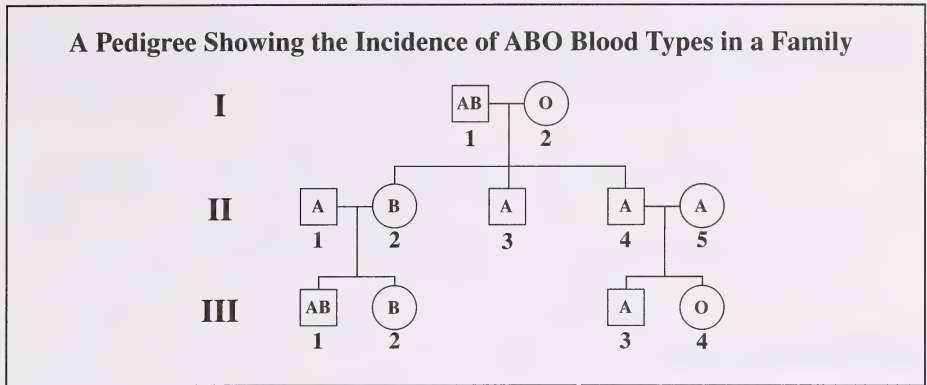 A Pedigree Showing the Incidence of ABO Blood Types in a Family
I AB O
1 2
II A B A A A
1 2 3 4 5
III AB B A O
1 2 3 4